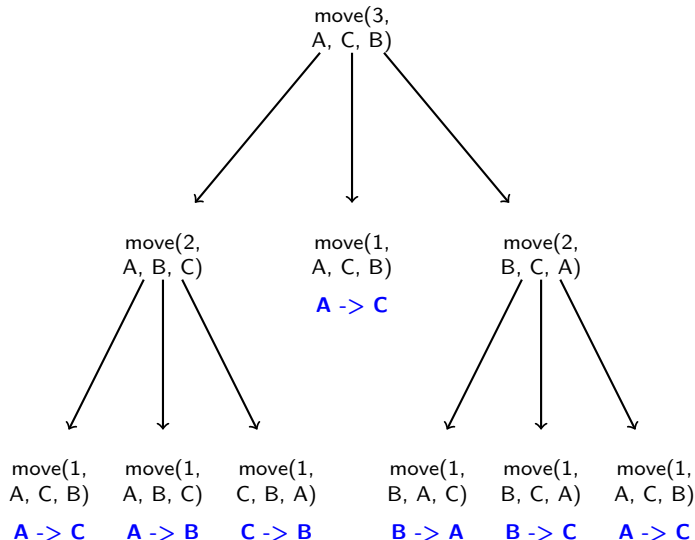 move(3,
A, C, B)
move(2,
A, B, C)
move(1,
A, C, B)
A -> C
move(2,
B, C, A)
move(1,
A, C, B)
A -> C
move(1,
A, B, C)
A -> B
move(1,
C, B, A)
C -> B
move(1,
B, A, C)
B -> A
move(1,
B, C, A)
B -> C
move(1,
A, C, B)
A -> C